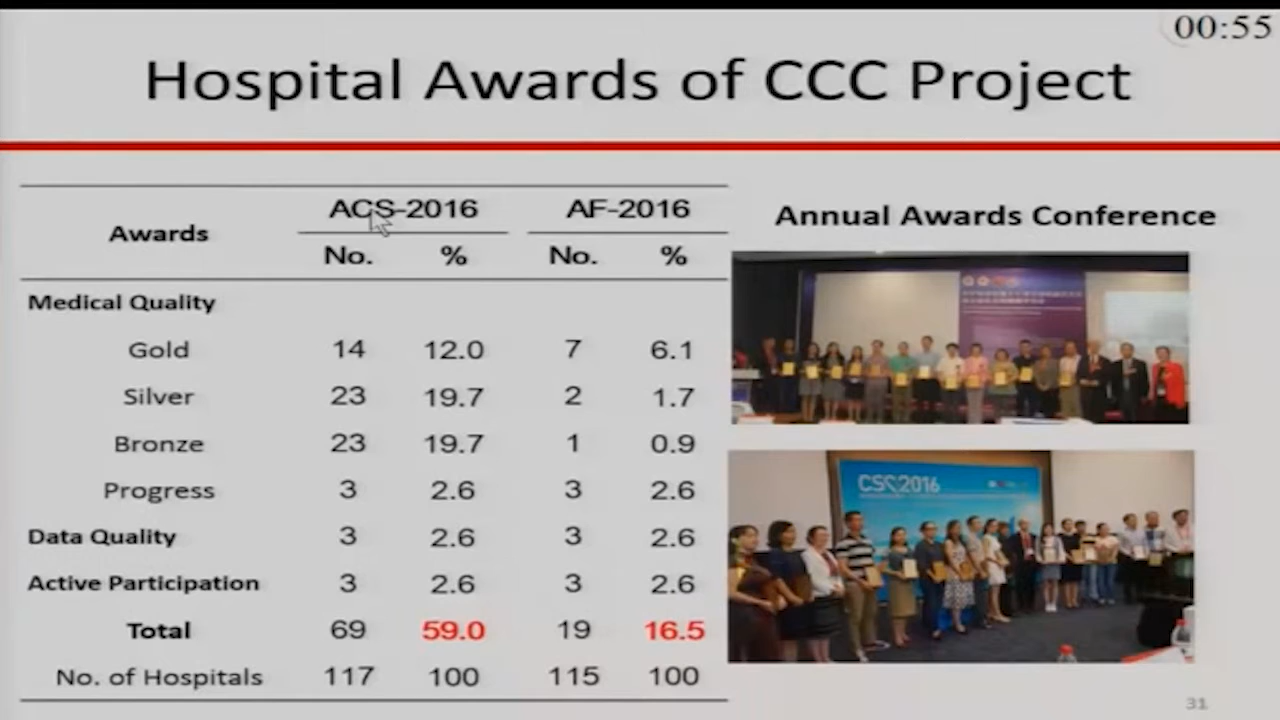 00:55
Hospital Awards of CCC Project
Awards ACS-2016 AF-2016
No. % No. %
Medical Quality
Gold 14 12.0 7 6.1
Silver 23 19.7 2 1.7
Bronze 23 19.7 1 0.9
Progress 3 2.6 3 2.6
Data Quality 3 2.6 3 2.6
Active Participation 3 2.6 3 2.6
Total 69 59.0 19 16.5
No. of Hospitals 117 100 115 100
Annual Awards Conference
CSC2016
31